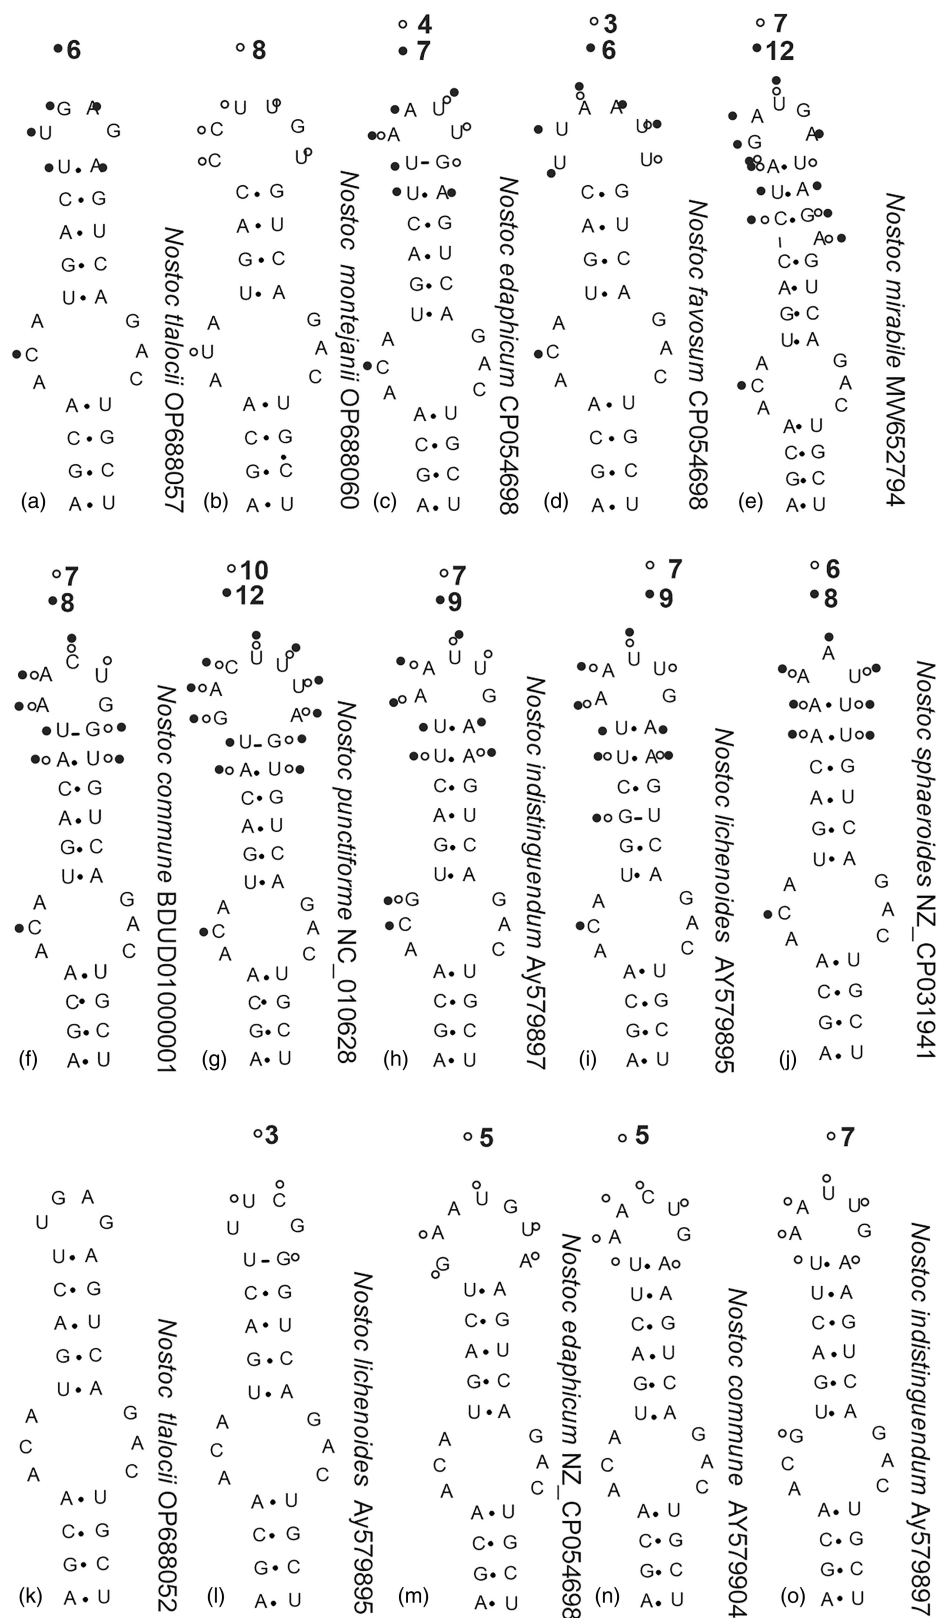 ●6
G A
U G
U • A
C • G
A • U
G • C
U • A
A G
C A
A C
A • U
C • G
G • C
A • U
(a)
Nostoc tlalocii OP688057
○8
U U
C G
C U
C • G
A • U
G • C
U • A
A G
U A
A C
A • U
C • G
G • C
A • U
(b)
Nostoc montejanii OP688060
○4
●7
A U
A U
U - G
U • A
C • G
A • U
G • C
U • A
A G
C A
A C
A • U
C • G
G • C
A • U
(c)
Nostoc edaphicum CP054698
○3
●6
A A
U U
U U
C • G
A • U
G • C
U • A
A G
C A
A C
A • U
C • G
G • C
A • U
(d)
Nostoc favosum CP054698
○7
●12
U
A G
G A
A • U
U • A
C • G
A
C • G
A • U
G • C
U • A
A G
C A
A C
A • U
C • G
G • C
A • U
(e)
Nostoc mirabile MW652794
○7
●8
C
A U
A G
U - G
A • U
C • G
A • U
G • C
U • A
A G
C A
A C
A • U
C • G
G • C
A • U
(f)
Nostoc commune BDUD01000001
○10
●12
U
C U
A U
G A
U - G
A • U
C • G
A • U
G • C
U • A
A G
C A
A C
A • U
C • G
G • C
A • U
(g)
Nostoc punctiforme NC_010628
○7
●9
U
A U
A G
U • A
U • A
C • G
A • U
G • C
U • A
G G
C A
A C
A • U
C • G
G • C
A • U
(h)
Nostoc indistinguendum Ay579897
○7
●9
U
A U
A G
U • A
U • A
C • G
G - U
G • C
U • A
A G
C A
A C
A • U
C • G
G • C
A • U
(i)
Nostoc lichenoides AY579895
○6
●8
A
A U
A • U
A • U
C • G
A • U
G • C
U • A
A G
C A
A C
A • U
C • G
G • C
A • U
(j)
Nostoc sphaeroides NZ_CP031941
G A
U G
U • A
C • G
A • U
G • C
U • A
A G
C A
A C
A • U
C • G
G • C
A • U
(k)
Nostoc tlalocii OP688052
○3
U C
U G
U - G
C • G
A • U
G • C
U • A
A G
C A
A C
A • U
C • G
G • C
A • U
(l)
Nostoc lichenoides Ay579895
○5
U
A G
A U
G A
U • A
C • G
A • U
G • C
U • A
A G
C A
A C
A • U
C • G
G • C
A • U
(m)
Nostoc edaphicum NZ_CP054698
○5
C
A U
A G
U • A
U • A
C • G
A • U
G • C
U • A
A G
C A
A C
A • U
C • G
G • C
A • U
(n)
Nostoc commune AY579904
○7
U
A U
A G
U • A
U • A
C • G
A • U
G • C
U • A
G G
C A
A C
A • U
C • G
G • C
A • U
(o)
Nostoc indistinguendum Ay579897